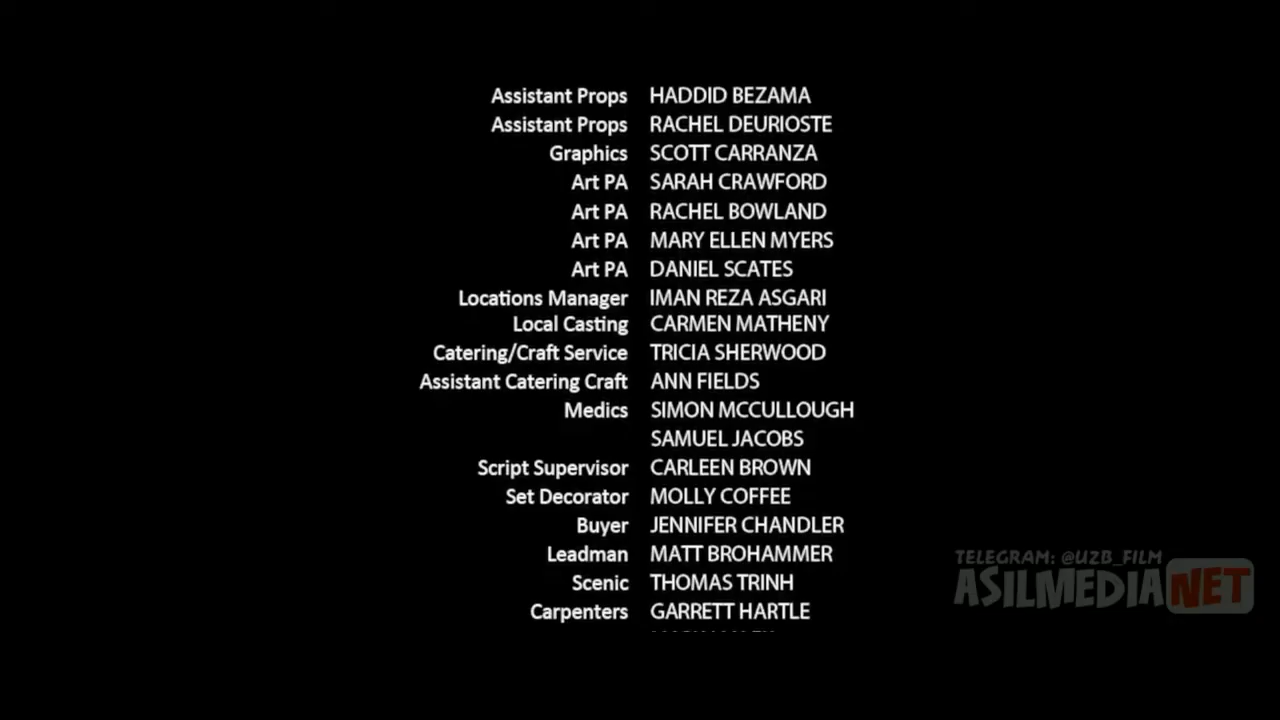 Assistant Props HADDID BEZAMA
Assistant Props RACHEL DEURIOSTE
Graphics SCOTT CARRANZA
Art PA SARAH CRAWFORD
Art PA RACHEL BOWLAND
Art PA MARY ELLEN MYERS
Art PA DANIEL SCATES
Locations Manager IMAN REZA ASGARI
Local Casting CARMEN MATHENY
Catering/Craft Service TRICIA SHERWOOD
Assistant Catering Craft ANN FIELDS
Medics SIMON MCCULLOUGH
SAMUEL JACOBS
Script Supervisor CARLEEN BROWN
Set Decorator MOLLY COFFEE
Buyer JENNIFER CHANDLER
Leadman MATT BROHAMMER
Scenic THOMAS TRINH
Carpenters GARRETT HARTLE
TELEGRAM: @UZB_FILM
ASILMEDIA NET